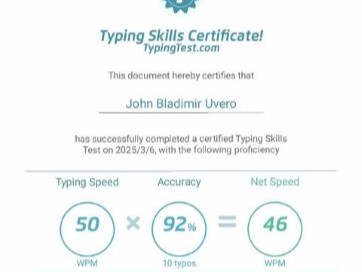 Typing Skills Certificate!
TypingTest.com
This document hereby certifies that
John Bladimir Uvero
has successfully completed a certified Typing Skills
Test on 2025/3/6, with the following proficiency
Typing Speed Accuracy Net Speed
50 × 92% = 46
WPM 10 typos WPM